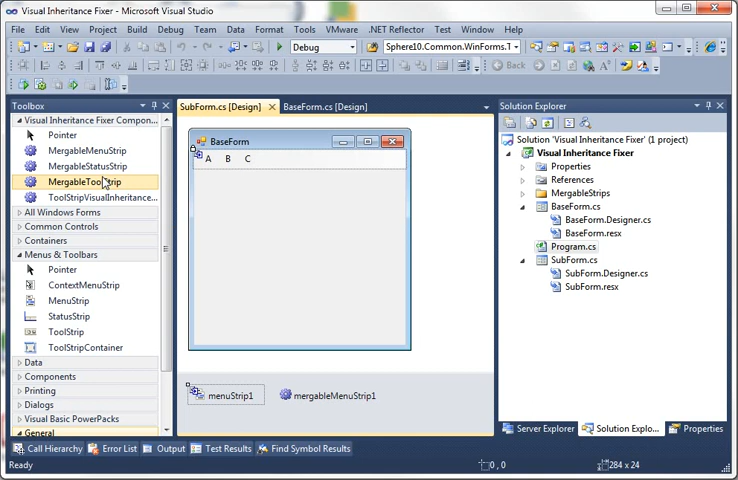 Visual Inheritance Fixer - Microsoft Visual Studio
File Edit View Project Build Debug Team Data Format Tools VMware .NET Reflector Test Window Help
Debug Sphere10.Common.WinForms.T
Back
Toolbox
Visual Inheritance Fixer Compon...
Pointer
MergableMenuStrip
MergableStatusStrip
MergableToolStrip
ToolStripVisualInheritance...
All Windows Forms
Common Controls
Containers
Menus & Toolbars
Pointer
ContextMenuStrip
MenuStrip
StatusStrip
ToolStrip
ToolStripContainer
Data
Components
Printing
Dialogs
Visual Basic PowerPacks
General
SubForm.cs [Design] BaseForm.cs [Design]
BaseForm
A B C
menuStrip1 mergableMenuStrip1
Solution Explorer
Solution 'Visual Inheritance Fixer' (1 project)
Visual Inheritance Fixer
Properties
References
MergableStrips
BaseForm.cs
BaseForm.Designer.cs
BaseForm.resx
Program.cs
SubForm.cs
SubForm.Designer.cs
SubForm.resx
Server Explorer Solution Explo... Properties
Call Hierarchy Error List Output Test Results Find Symbol Results
Ready 0 , 0 284 x 24